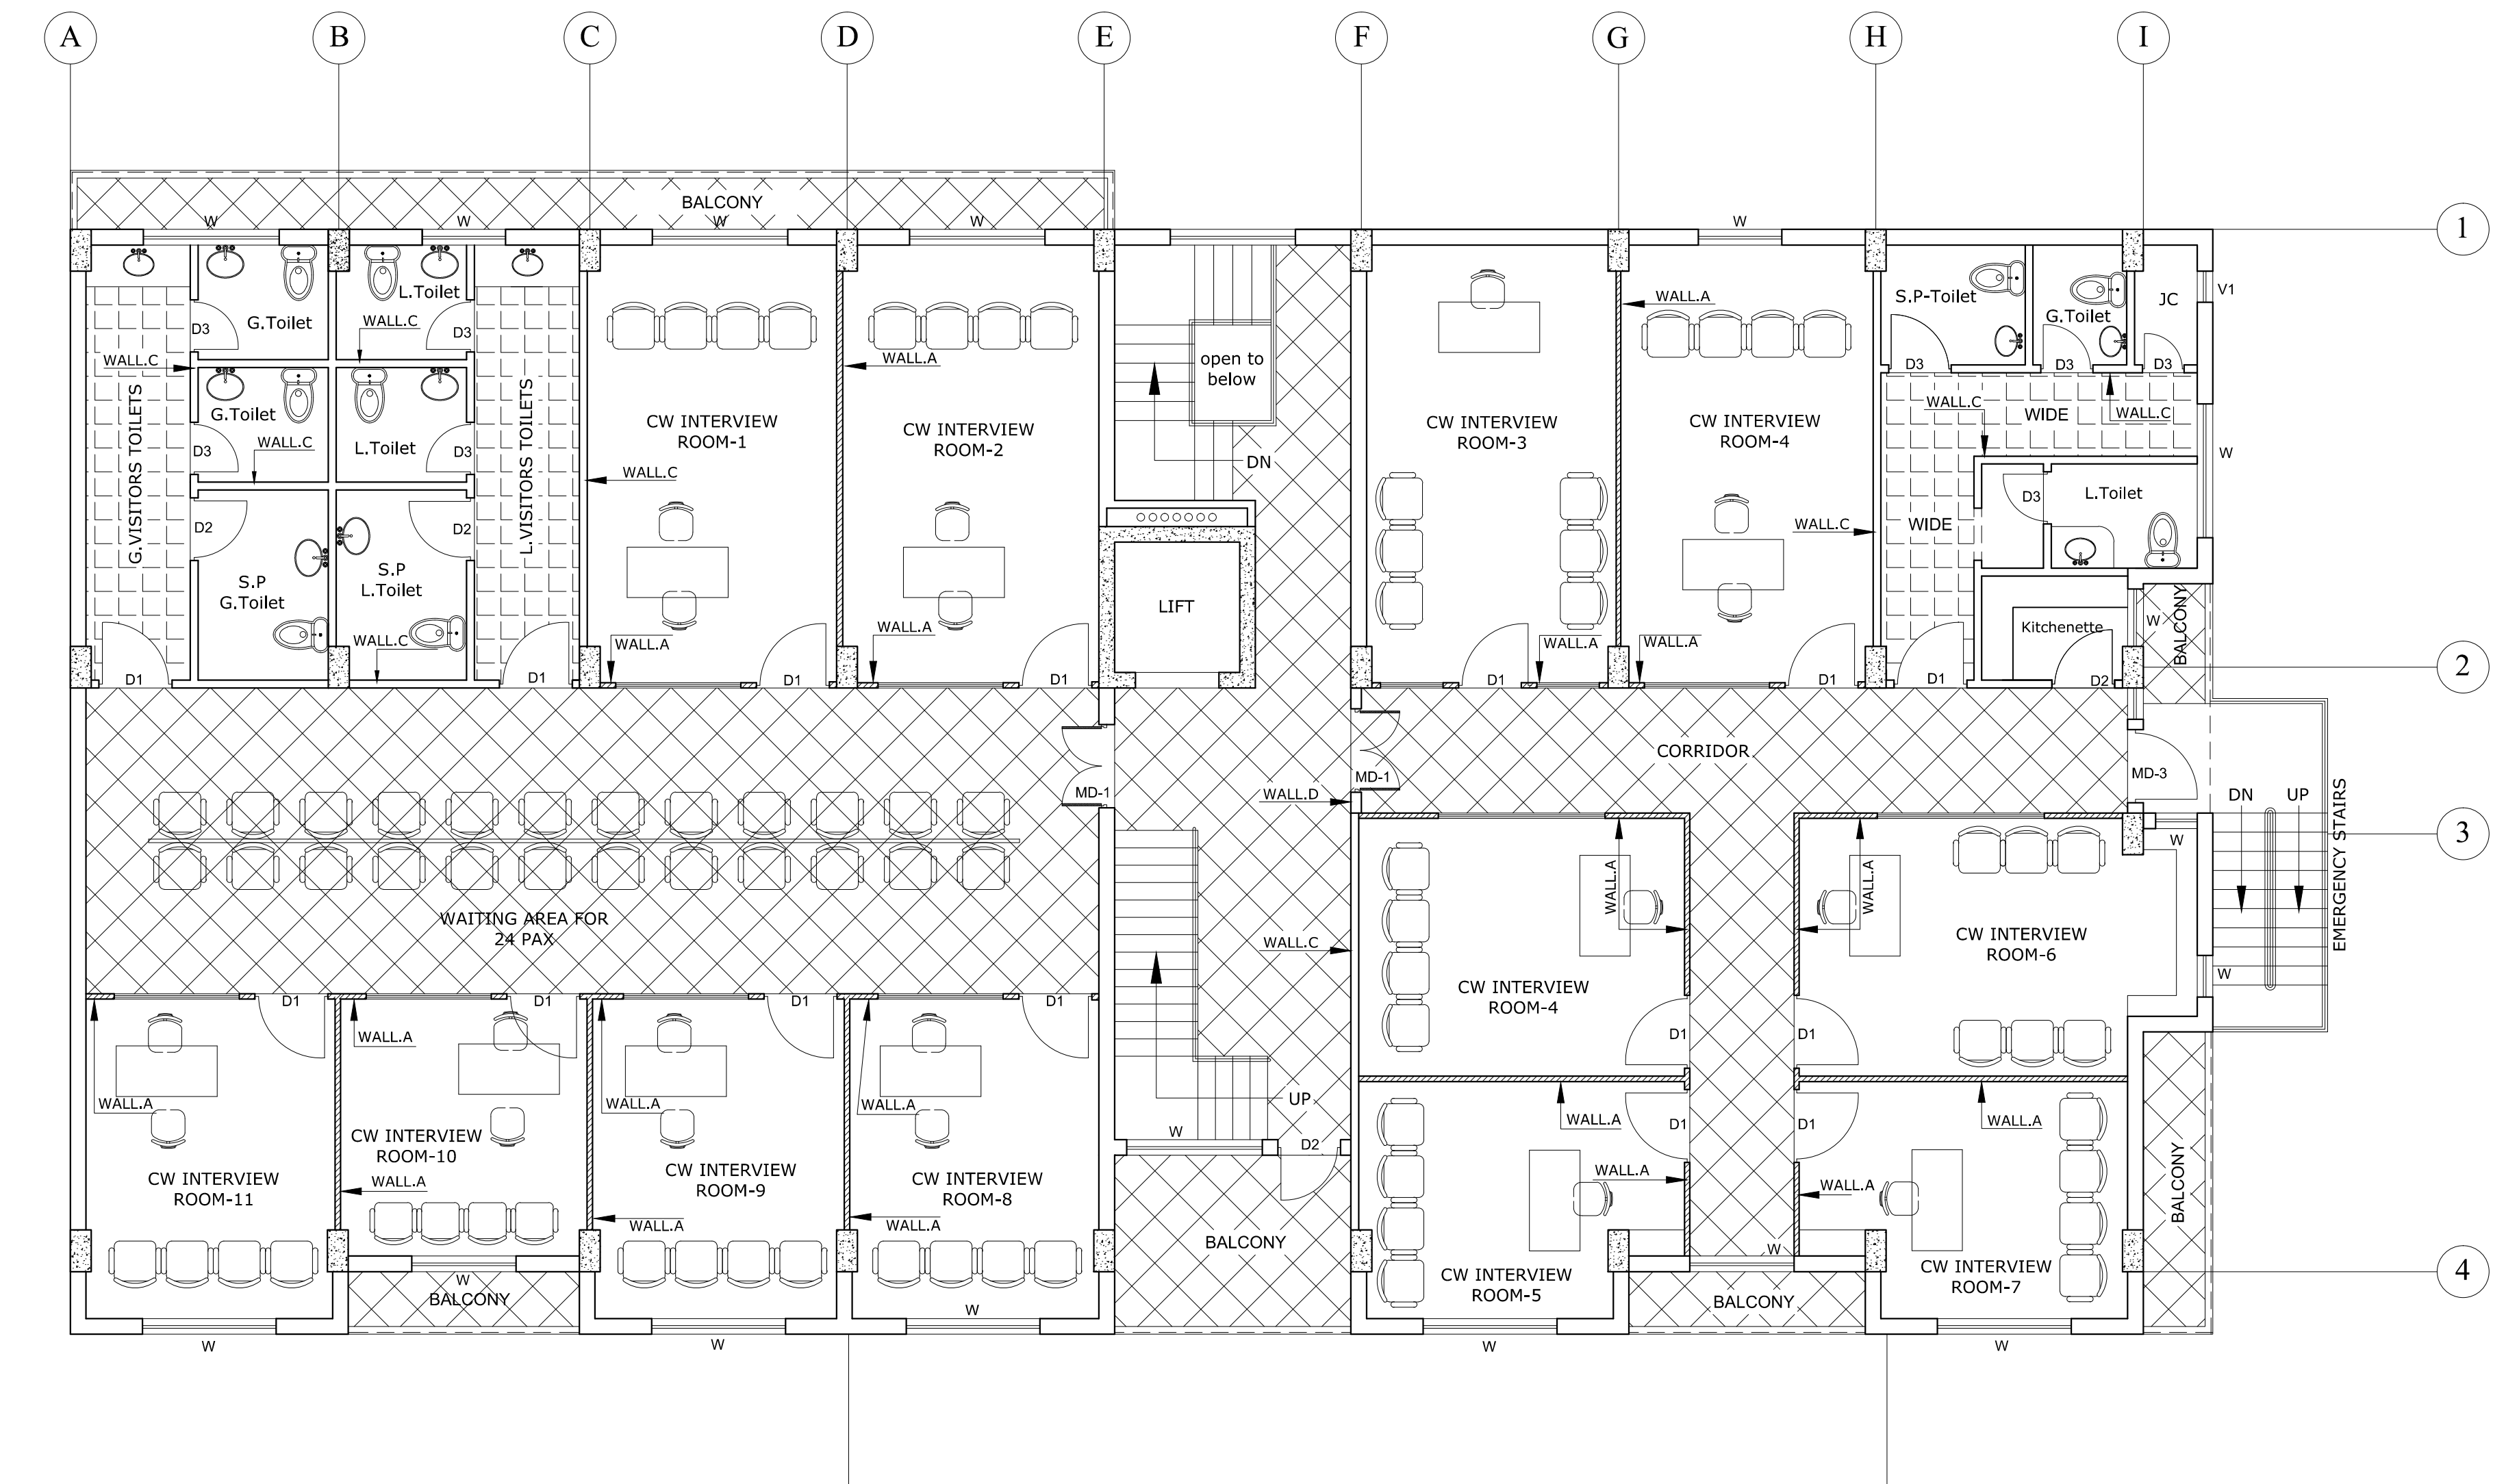 A
B
C
D
E
F
G
H
I
1
BALCONY
W
W
W
W
W
G.Toilet
D3
L.Toilet
D3
WALL.C
WALL.C
G.VISITORS TOILETS
G.Toilet
D3
WALL.C
L.Toilet
D3
L.VISITORS TOILETS
D2
D2
S.P
G.Toilet
S.P
L.Toilet
WALL.C
D1
D1
CW INTERVIEW
ROOM-1
WALL.C
WALL.A
D1
WALL.A
CW INTERVIEW
ROOM-2
WALL.A
D1
open to
below
DN
LIFT
CW INTERVIEW
ROOM-3
D1
WALL.A
WALL.A
CW INTERVIEW
ROOM-4
WALL.C
WALL.A
D1
S.P-Toilet
G.Toilet
JC
V1
D3
D3
D3
WALL.C
WIDE
WALL.C
W
WIDE
D3
L.Toilet
Kitchenette
W
BALCONY
D1
D2
2
CORRIDOR
MD-1
MD-1
MD-3
WALL.D
DN
UP
EMERGENCY STAIRS
3
WAITING AREA FOR
24 PAX
WALL.C
WALL.A
CW INTERVIEW
ROOM-4
D1
WALL.A
CW INTERVIEW
ROOM-6
D1
W
W
D1
D1
D1
D1
WALL.A
WALL.A
WALL.A
WALL.A
CW INTERVIEW
ROOM-11
CW INTERVIEW
ROOM-10
WALL.A
CW INTERVIEW
ROOM-9
WALL.A
CW INTERVIEW
ROOM-8
WALL.A
UP
W
D2
BALCONY
WALL.A
D1
WALL.A
CW INTERVIEW
ROOM-5
D1
WALL.A
WALL.A
CW INTERVIEW
ROOM-7
BALCONY
W
BALCONY
4
W
BALCONY
W
W
W
W
W